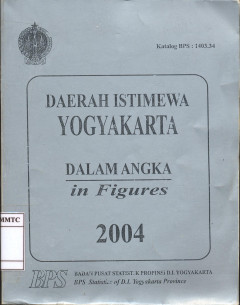 Katalog BPS : 1403.34
DAERAH ISTIMEWA
YOGYAKARTA
DALAM ANGKA
in Figures
2004
MMTC
BPS
BADAN PUSAT STATISTIK PROPINSI D.I. YOGYAKARTA
BPS Statistics of D.I. Yogyakarta Province